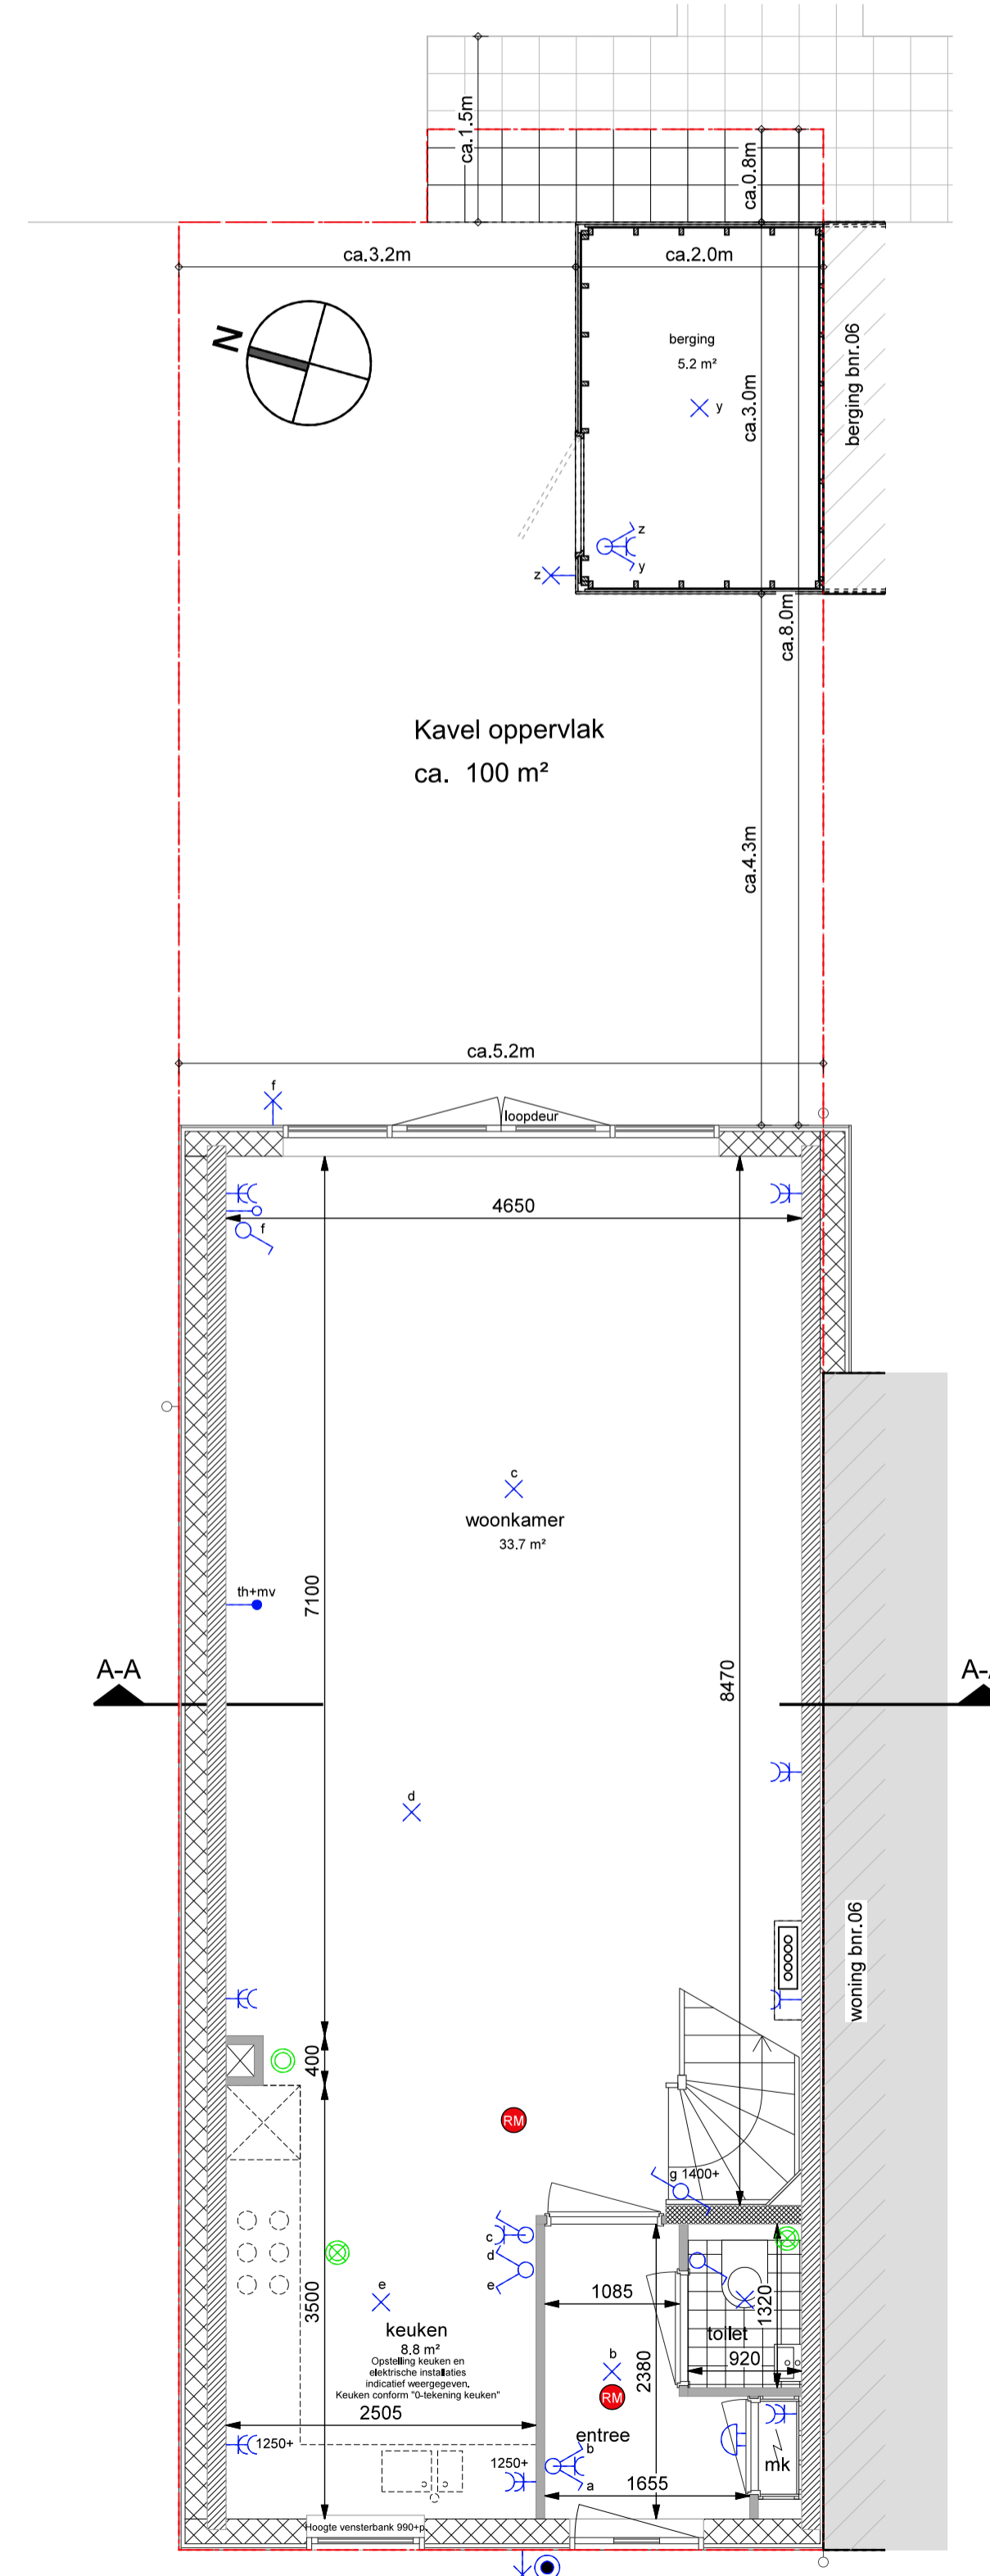 ca.1.5m
ca.0.8m
ca.3.2m
ca.2.0m
N
berging
5.2 m²
y
ca.3.0m
berging bnr.06
z
y
z
ca.8.0m
Kavel oppervlak
ca. 100 m²
ca.4.3m
ca.5.2m
f
loopdeur
4650
f
c
woonkamer
33.7 m²
7100
th+mv
A-A
8470
d
woning bnr.06
400
RM
g 1400+
c
d
e
3500
e
keuken
8.8 m²
Opstelling keuken en
elektrische installaties
indicatief weergegeven.
Keuken conform "0-tekening keuken"
2505
1085
1320
toilet
920
b
2380
RM
entree
1250+
1250+
b
a
1655
mk
Hoogte vensterbank 990+p